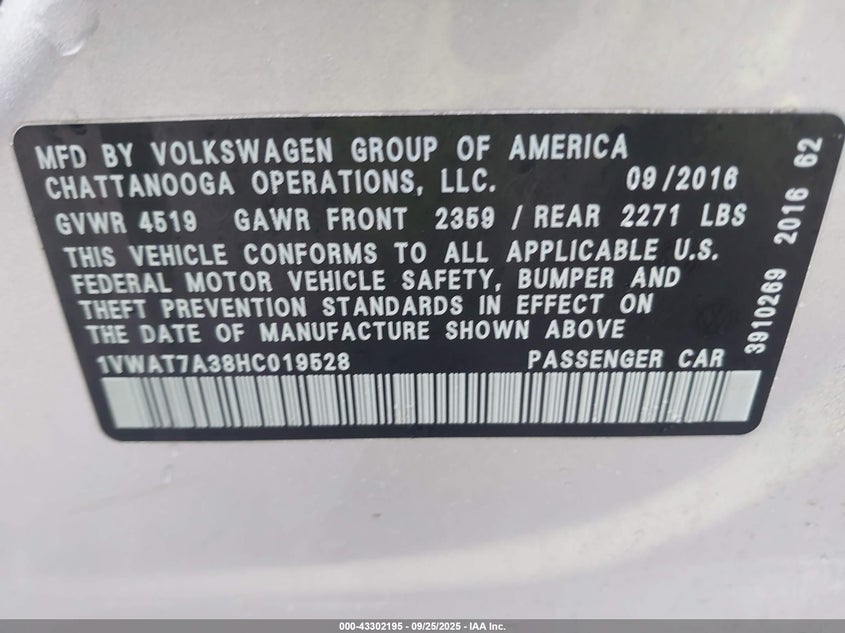 MFD BY VOLKSWAGEN GROUP OF AMERICA
CHATTANOOGA OPERATIONS, LLC. 09/2016
GVWR 4519 GAWR FRONT 2359 / REAR 2271 LBS
THIS VEHICLE CONFORMS TO ALL APPLICABLE U.S.
FEDERAL MOTOR VEHICLE SAFETY, BUMPER AND
THEFT PREVENTION STANDARDS IN EFFECT ON
THE DATE OF MANUFACTURE SHOWN ABOVE
1VWAT7A38HC019528 PASSENGER CAR
3910269 2016 62
000-43302195 - 09/25/2025 - IAA Inc.